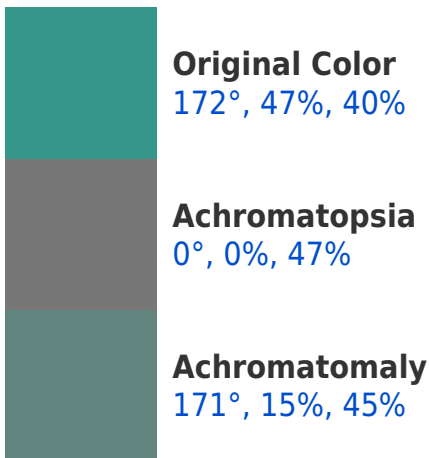 Original Color
172°, 47%, 40%
Achromatopsia
0°, 0%, 47%
Achromatomaly
171°, 15%, 45%